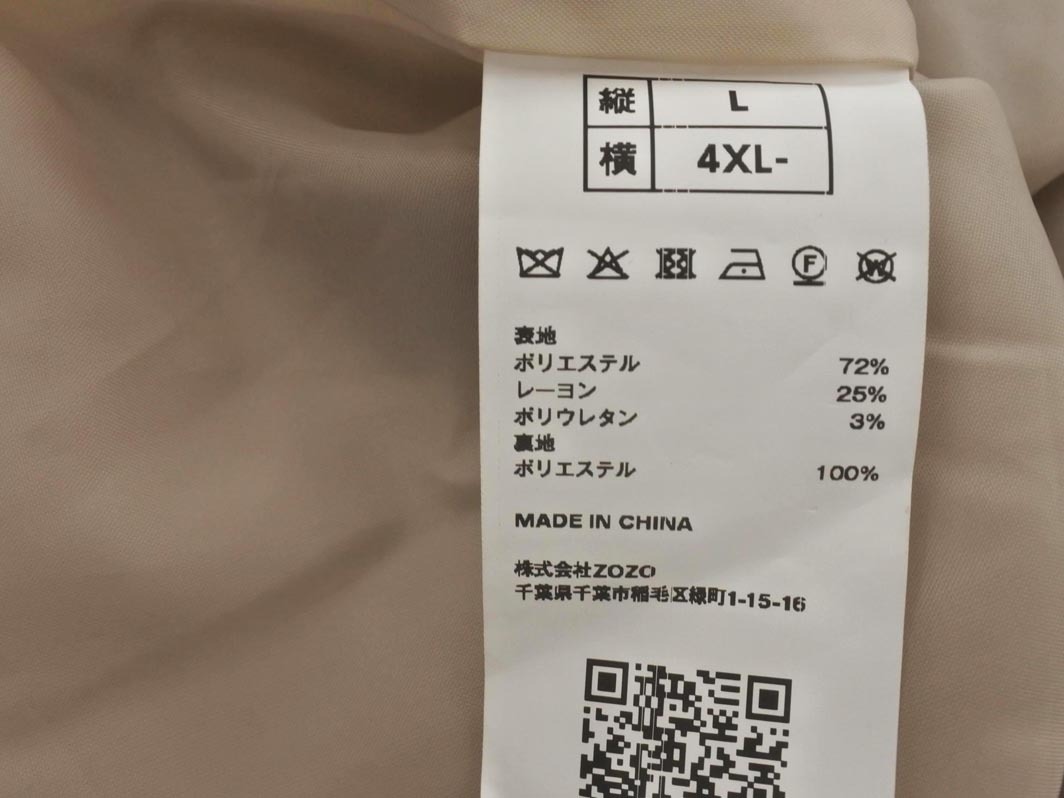 縦 L
横 4XL-
F
W
表地
ポリエステル 72%
レーヨン 25%
ポリウレタン 3%
裏地
ポリエステル 100%
MADE IN CHINA
株式会社ZOZO
千葉県千葉市稲毛区緑町1-15-16